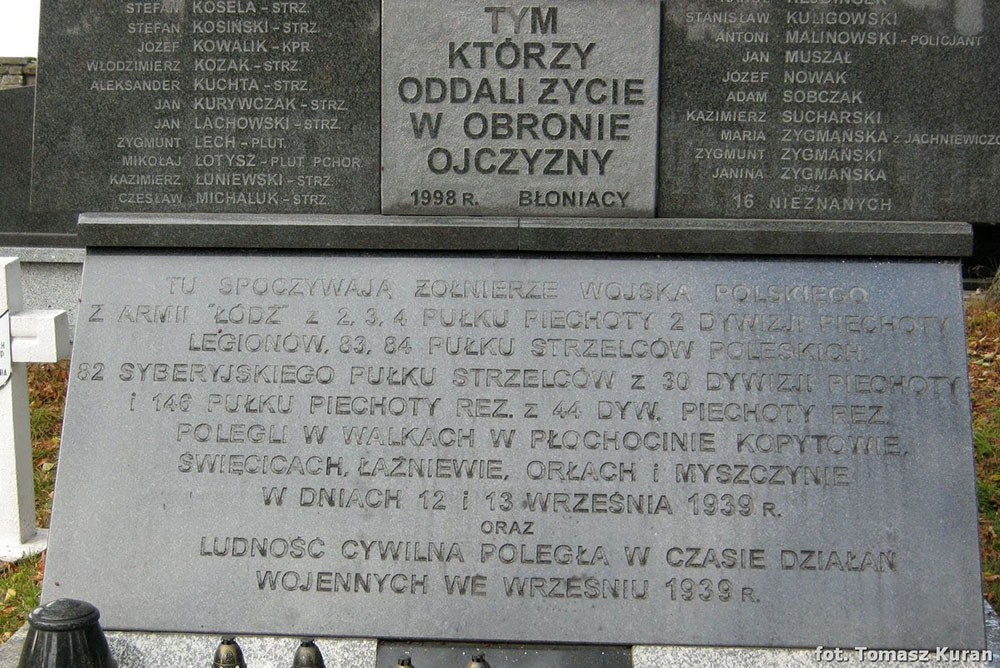 STEFAN KOSELA - STRZ.
STEFAN KOSIŃSKI - STRZ.
JÓZEF KOWALIK - KPR.
WŁODZIMIERZ KOZAK - STRZ.
ALEKSANDER KUCHTA - STRZ.
JAN KURYWCZAK - STRZ.
JAN LACHOWSKI - STRZ.
ZYGMUNT LECH - PLUT.
MIKOŁAJ ŁOTYSZ - PLUT. PCHOR
KAZIMIERZ ŁUNIEWSKI - STRZ.
CZESŁAW MICHALUK - STRZ.
TYM
KTÓRZY
ODDALI ŻYCIE
W OBRONIE
OJCZYZNY
1998 R. BŁONIACY
STANISŁAW KULIGOWSKI
ANTONI MALINOWSKI - POLICJANT
JAN MUSZAŁ
JÓZEF NOWAK
ADAM SOBCZAK
KAZIMIERZ SUCHARSKI
MARIA ZYGMAŃSKA Z JACHNIEWICZ
ZYGMUNT ZYGMAŃSKI
JANINA ZYGMAŃSKA
ORAZ
16 NIEZNANYCH
TU SPOCZYWAJĄ ŻOŁNIERZE WOJSKA POLSKIEGO
Z ARMII "ŁÓDŹ" z 2, 3, 4 PUŁKU PIECHOTY 2 DYWIZJI PIECHOTY
LEGIONÓW, 83, 84 PUŁKU STRZELCÓW POLESKICH,
82 SYBERYJSKIEGO PUŁKU STRZELCÓW z 30 DYWIZJI PIECHOTY
i 146 PUŁKU PIECHOTY REZ. z 44 DYW. PIECHOTY REZ.
POLEGLI W WALKACH W PŁOCHOCINIE KOPYTOWIE,
ŚWIĘCICACH, ŁAŹNIEWIE, ORŁACH i MYSZCZYNIE
W DNIACH 12 i 13 WRZEŚNIA 1939 R.
ORAZ
LUDNOŚĆ CYWILNA POLEGŁA W CZASIE DZIAŁAŃ
WOJENNYCH WE WRZEŚNIU 1939 R.
fot. Tomasz Kuran